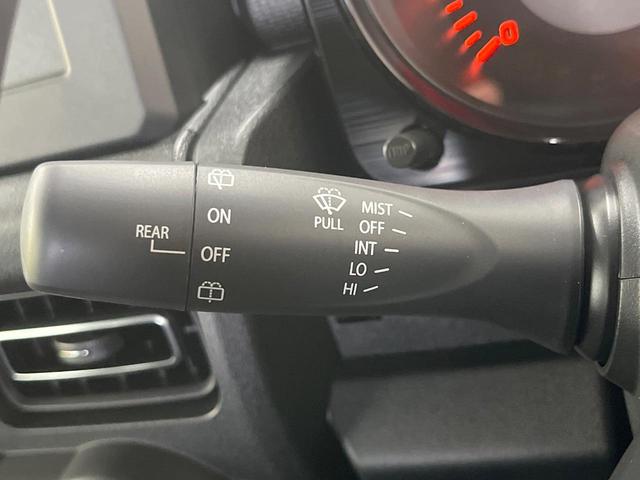 REAR
ON
OFF
PULL
MIST
OFF
INT
LO
HI